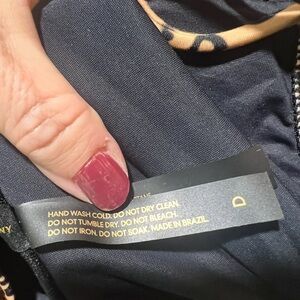 HAND WASH COLD. DO NOT DRY CLEAN.
DO NOT TUMBLE DRY. DO NOT BLEACH.
DO NOT IRON. DO NOT SOAK. MADE IN BRAZIL.
D
NY